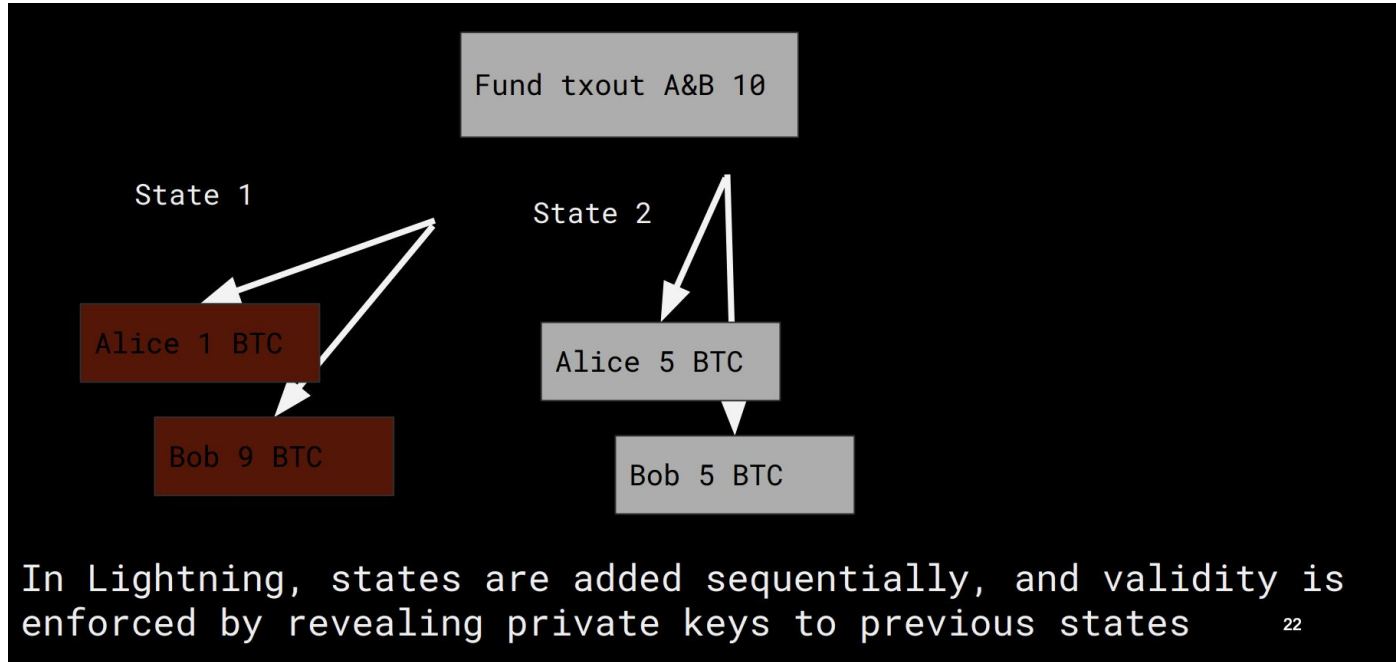 Fund txout A&B 10
State 1
State 2
Alice 1 BTC
Bob 9 BTC
Alice 5 BTC
Bob 5 BTC
In Lightning, states are added sequentially, and validity is
enforced by revealing private keys to previous states
22